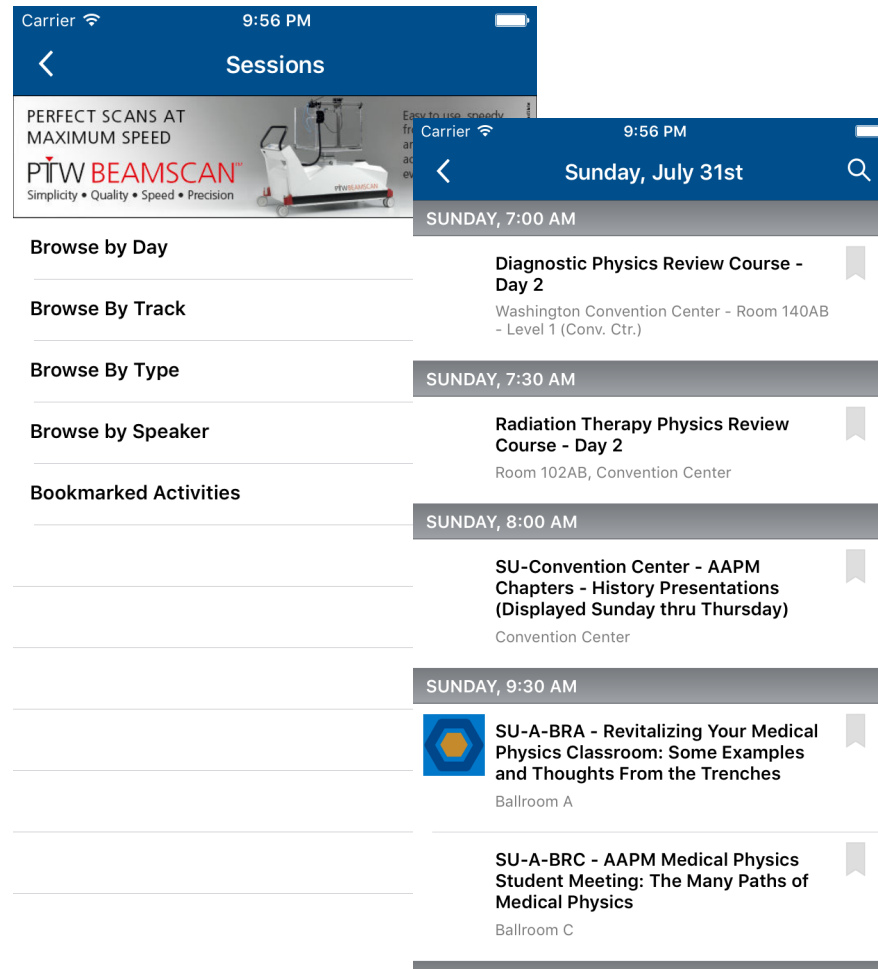 Carrier 9:56 PM
Sessions
PERFECT SCANS AT
MAXIMUM SPEED
PTW BEAMSCAN™
Simplicity • Quality • Speed • Precision
PTW BEAMSCAN
Easy to use, speedy
Browse by Day
Browse By Track
Browse By Type
Browse by Speaker
Bookmarked Activities
Carrier 9:56 PM
Sunday, July 31st
SUNDAY, 7:00 AM
Diagnostic Physics Review Course -
Day 2
Washington Convention Center - Room 140AB
- Level 1 (Conv. Ctr.)
SUNDAY, 7:30 AM
Radiation Therapy Physics Review
Course - Day 2
Room 102AB, Convention Center
SUNDAY, 8:00 AM
SU-Convention Center - AAPM
Chapters - History Presentations
(Displayed Sunday thru Thursday)
Convention Center
SUNDAY, 9:30 AM
SU-A-BRA - Revitalizing Your Medical
Physics Classroom: Some Examples
and Thoughts From the Trenches
Ballroom A
SU-A-BRC - AAPM Medical Physics
Student Meeting: The Many Paths of
Medical Physics
Ballroom C